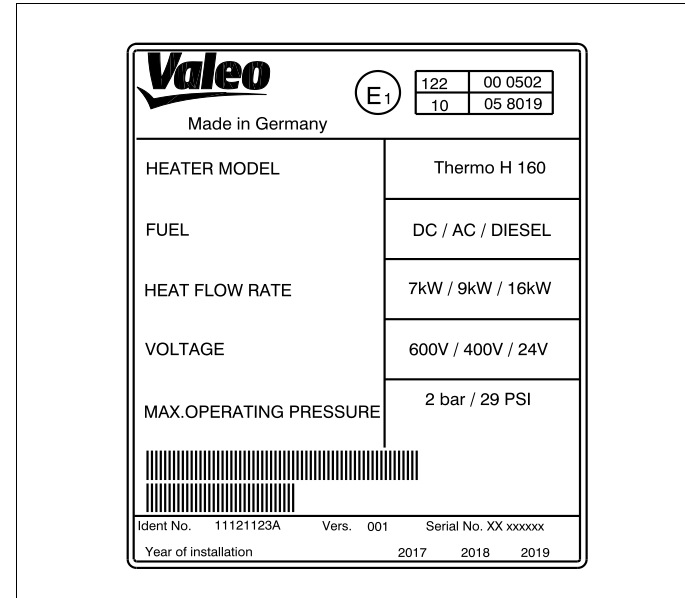 Valeo
Made in Germany
E1
122 00 0502
10 05 8019
HEATER MODEL Thermo H 160
FUEL DC / AC / DIESEL
HEAT FLOW RATE 7kW / 9kW / 16kW
VOLTAGE 600V / 400V / 24V
MAX.OPERATING PRESSURE 2 bar / 29 PSI
Ident No. 11121123A Vers. 001 Serial No. XX xxxxxx
Year of installation 2017 2018 2019